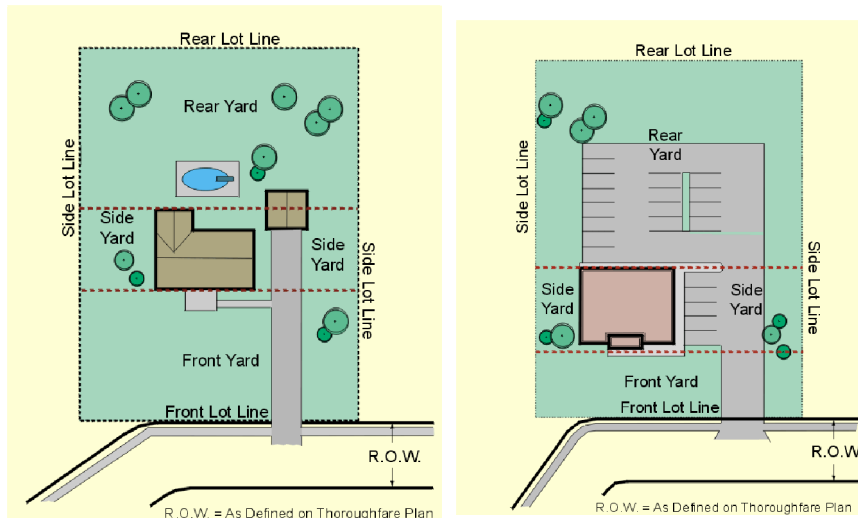 Rear Lot Line
Rear Yard
Side Lot Line
Side
Yard
Side
Yard
Side Lot Line
Front Yard
Front Lot Line
R.O.W.
R.O.W. = As Defined on Thoroughfare Plan
Rear Lot Line
Rear
Yard
Side Lot Line
Side Lot Line
Side
Yard
Side
Yard
Front Yard
Front Lot Line
R.O.W.
R.O.W. = As Defined on Thoroughfare Plan